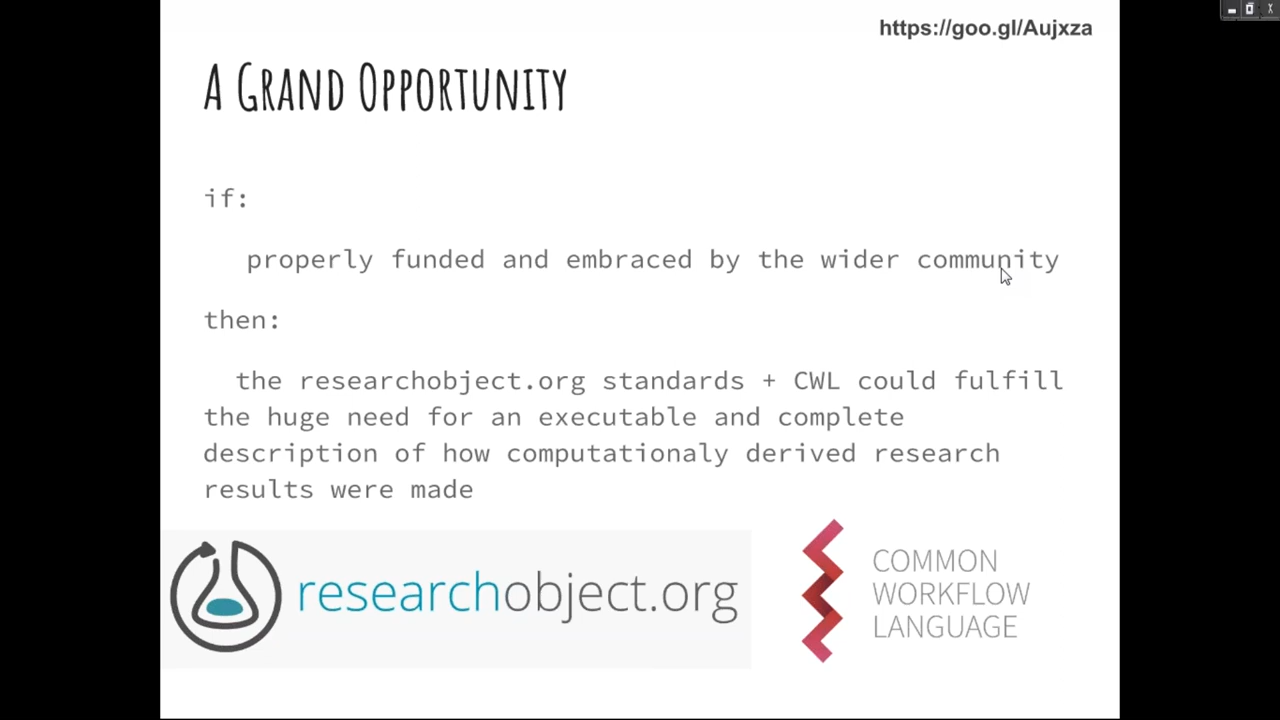 https://goo.gl/Aujxza
A Grand Opportunity
if:
properly funded and embraced by the wider community
then:
the researchobject.org standards + CWL could fulfill
the huge need for an executable and complete
description of how computationaly derived research
results were made
researchobject.org
COMMON
WORKFLOW
LANGUAGE